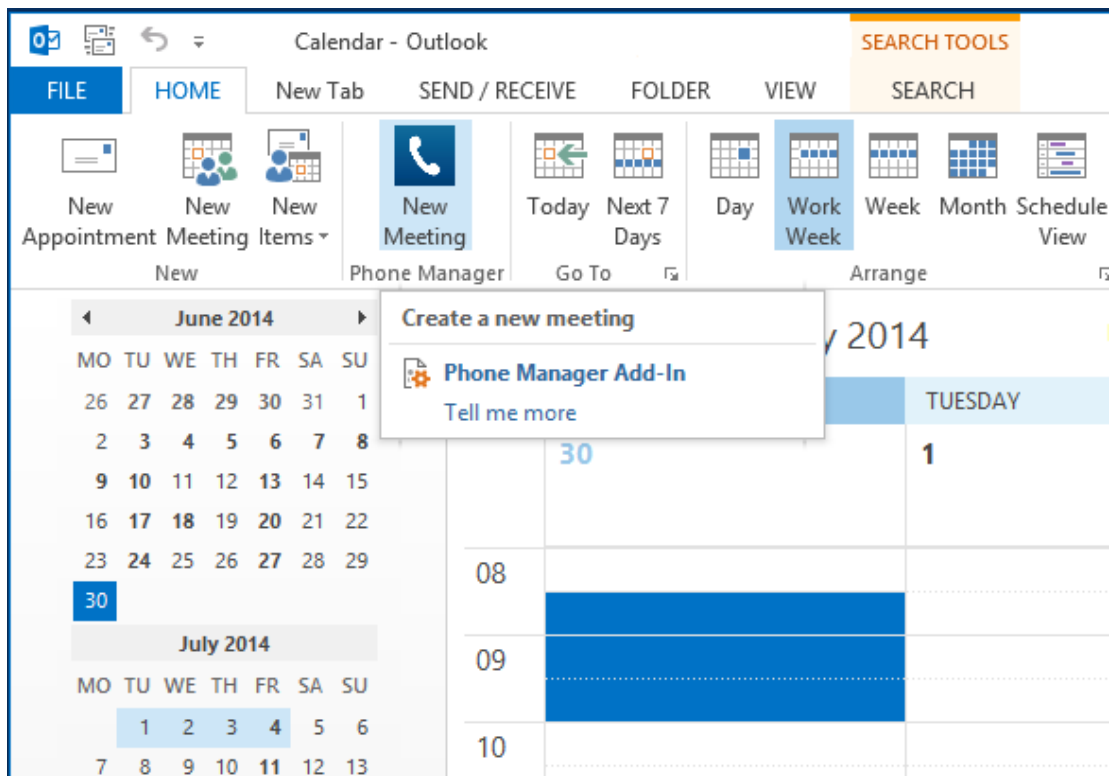 Calendar - Outlook
SEARCH TOOLS
FILE HOME New Tab SEND / RECEIVE FOLDER VIEW SEARCH
New Appointment
New Meeting
New Items
New Meeting
Today
Next 7 Days
Day
Work Week
Week
Month
Schedule View
New
Phone Manager
Go To
Arrange
Create a new meeting
Phone Manager Add-In
Tell me more
June 2014
MO TU WE TH FR SA SU
26 27 28 29 30 31 1
2 3 4 5 6 7 8
9 10 11 12 13 14 15
16 17 18 19 20 21 22
23 24 25 26 27 28 29
30
July 2014
MO TU WE TH FR SA SU
1 2 3 4 5 6
7 8 9 10 11 12 13
2014
TUESDAY
30 1
08
09
10